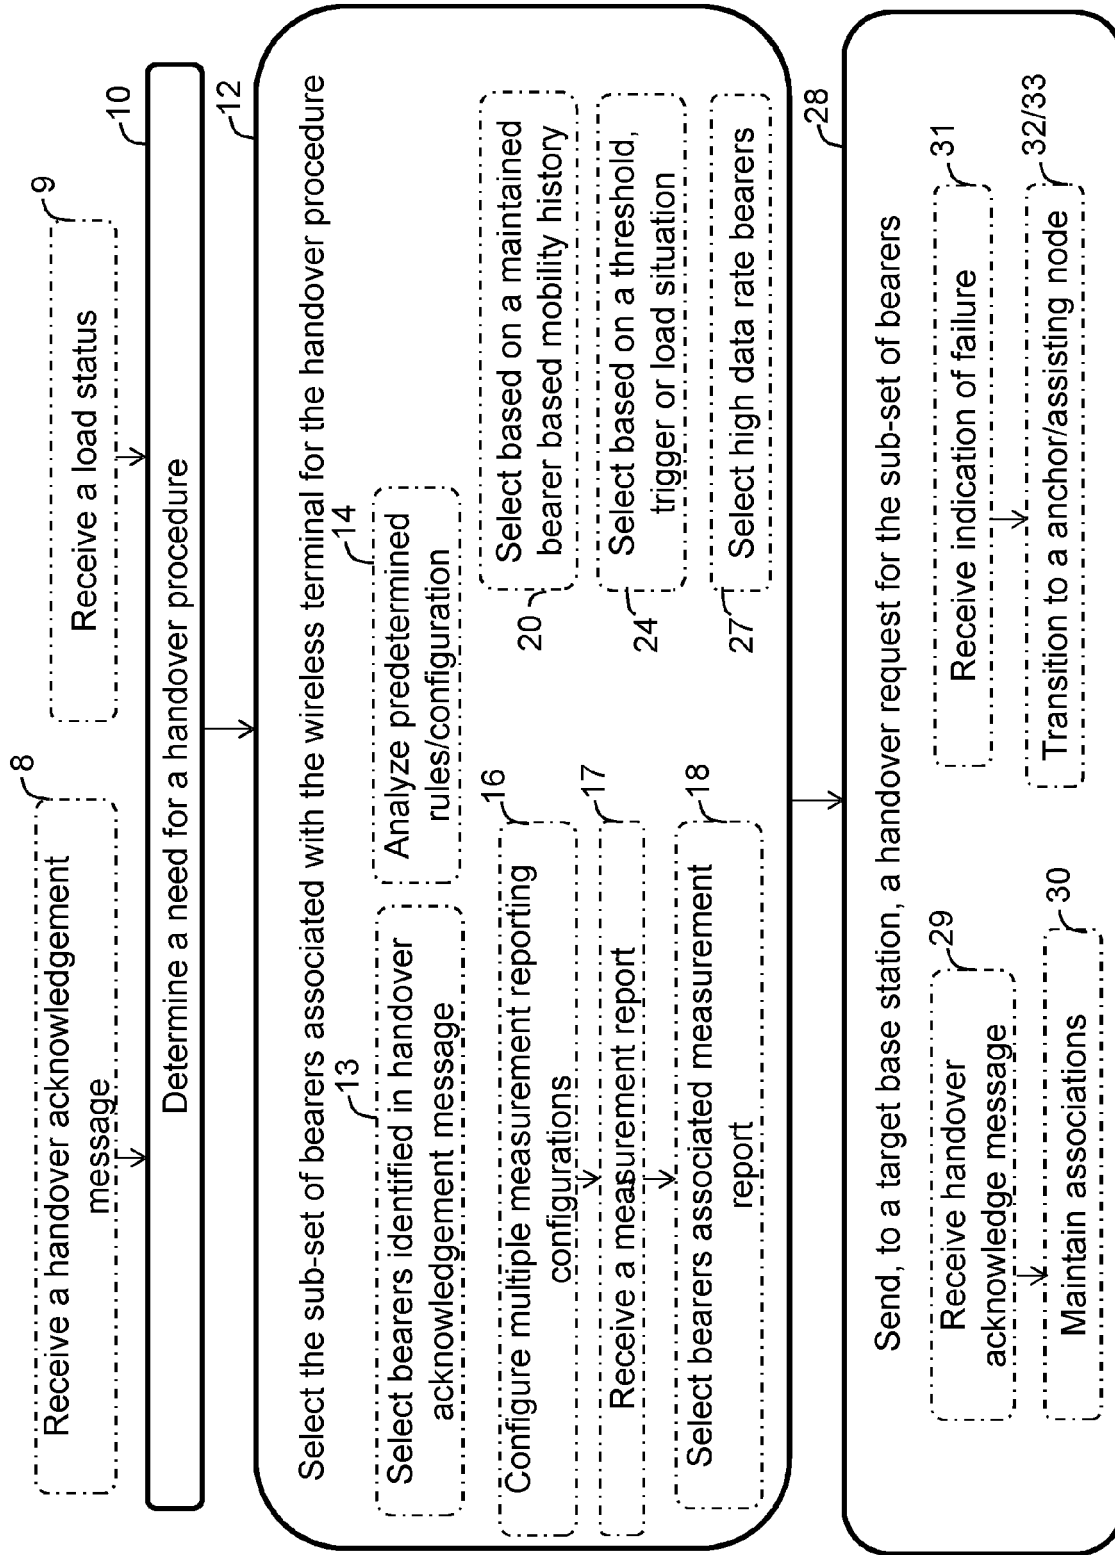 8
Receive a handover acknowledgement
message
9
Receive a load status
10
Determine a need for a handover procedure
12
Select the sub-set of bearers associated with the wireless terminal for the handover procedure
13
Select bearers identified in handover
acknowledgement message
14
Analyze predetermined
rules/configuration
16
Configure multiple measurement reporting
configurations
17
Receive a measurement report
18
Select bearers associated measurement
report
20
Select based on a maintained
bearer based mobility history
24
Select based on a threshold,
trigger or load situation
27
Select high data rate bearers
28
Send, to a target base station, a handover request for the sub-set of bearers
29
Receive handover
acknowledge message
30
Maintain associations
31
Receive indication of failure
32/33
Transition to a anchor/assisting node